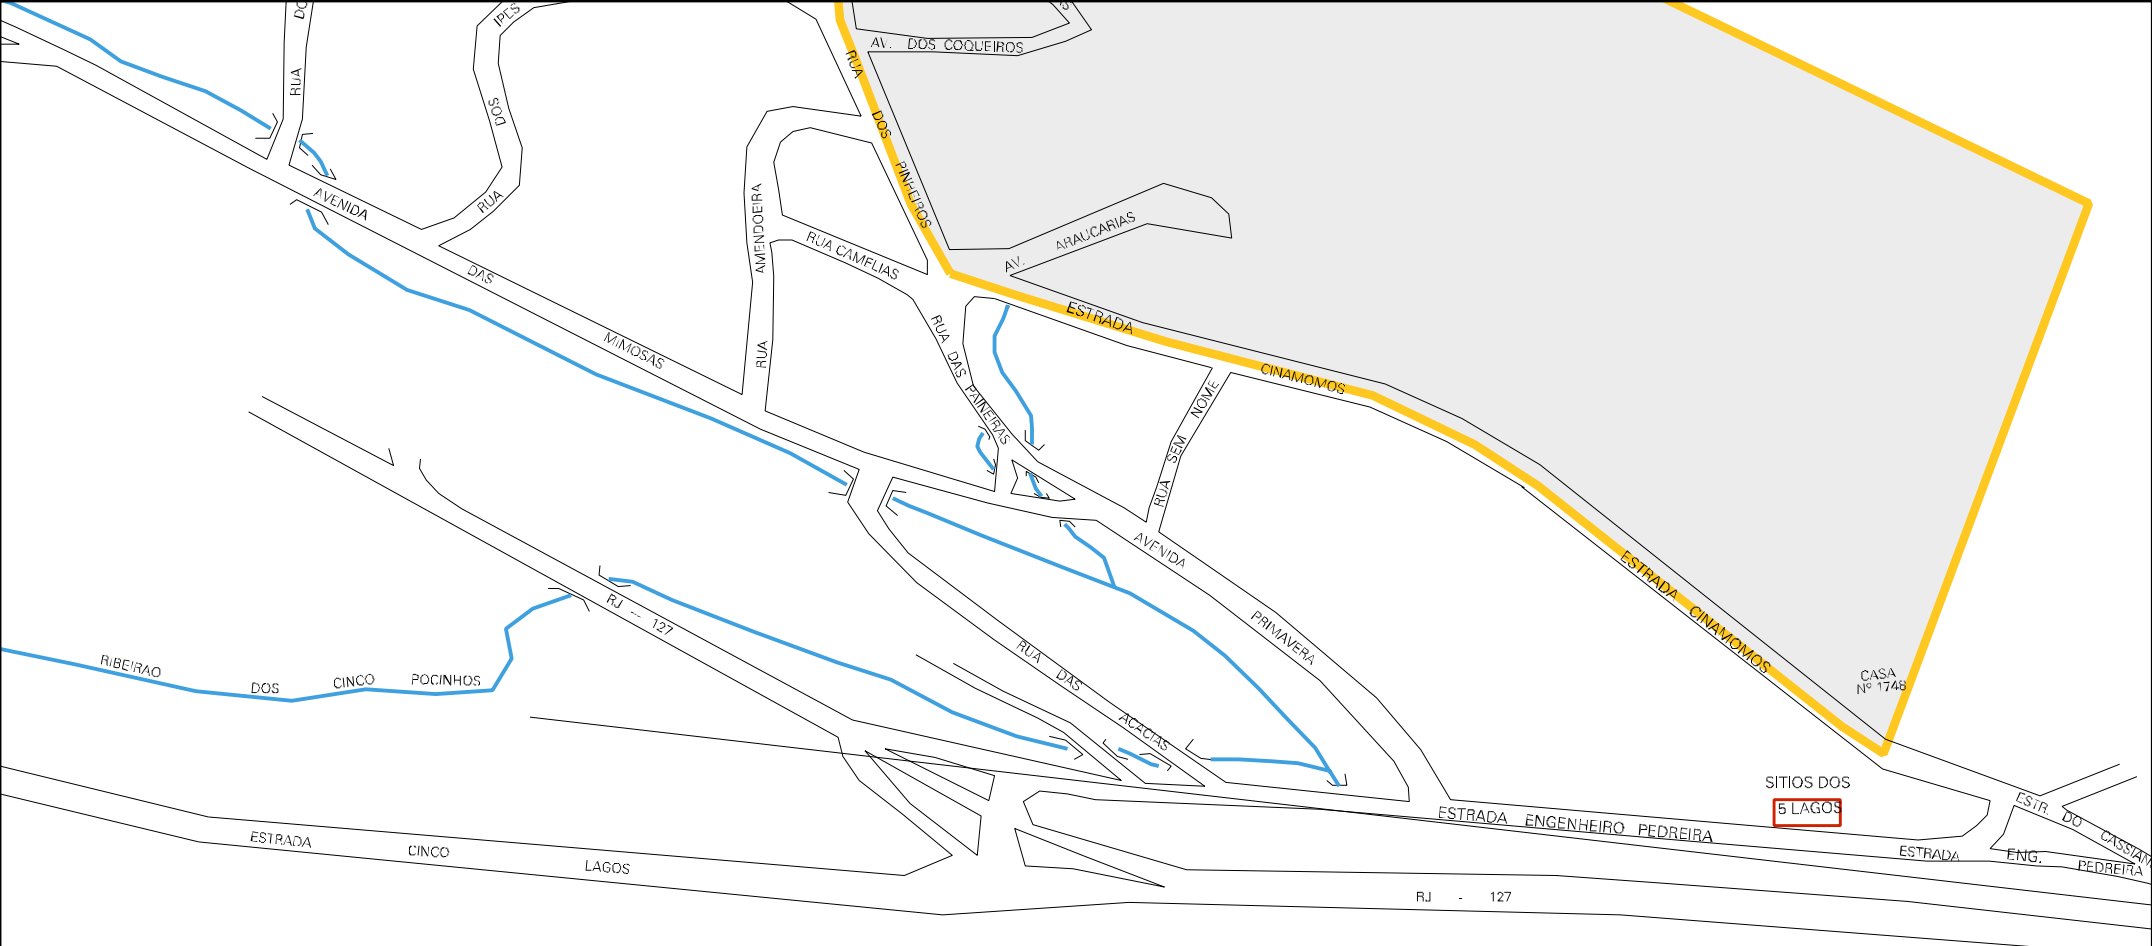 DO
RUA
IPES
DOS
RUA
AV. DOS COQUEIROS
RUA DOS PINHEIROS
AVENIDA DAS MIMOSAS
RUA AMENDOEIRA
RUA CAMELIAS
AV. ARAUCARIAS
ESTRADA CINAMOMOS
RUA DAS PAINEIRAS
RUA SEM NOME
AVENIDA PRIMAVERA
ESTRADA CINAMOMOS
RJ --- 127
RIBEIRAO DOS CINCO POCINHOS
RUA DAS ACACIAS
CASA
Nº 1748
SITIOS DOS
5 LAGOS
ESTRADA ENGENHEIRO PEDREIRA
ESTR. DO CASSIAN
ESTRADA ENG. PEDREIRA
ESTRADA CINCO LAGOS
RJ - 127